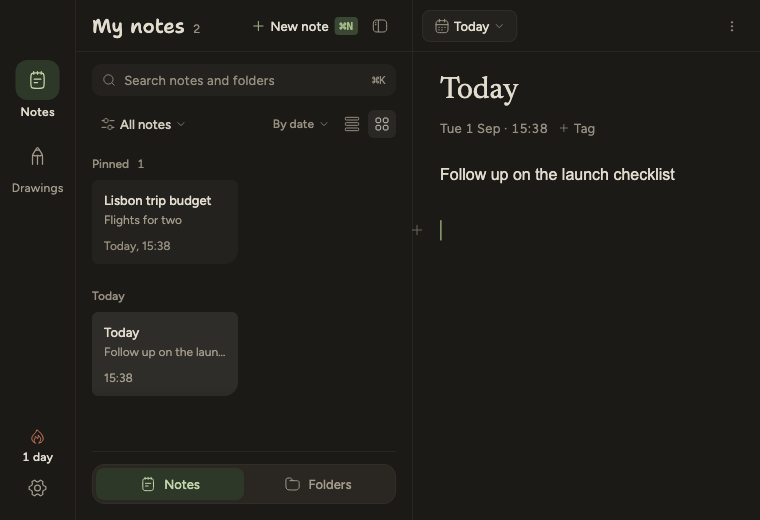 My notes 2
+ New note ⌘N
Search notes and folders ⌘K
All notes
By date
Notes
Drawings
Pinned 1
Lisbon trip budget
Flights for two
Today, 15:38
Today
Today
Follow up on the laun...
15:38
1 day
Notes
Folders
Today
Today
Tue 1 Sep · 15:38 + Tag
Follow up on the launch checklist